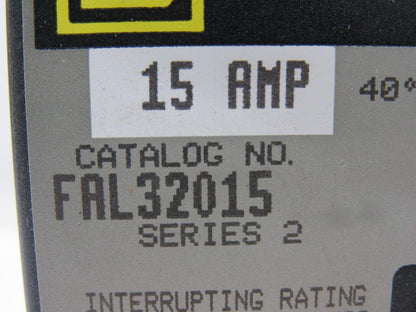 15 AMP 40°
CATALOG NO.
FAL32015
SERIES 2
INTERRUPTING RATING